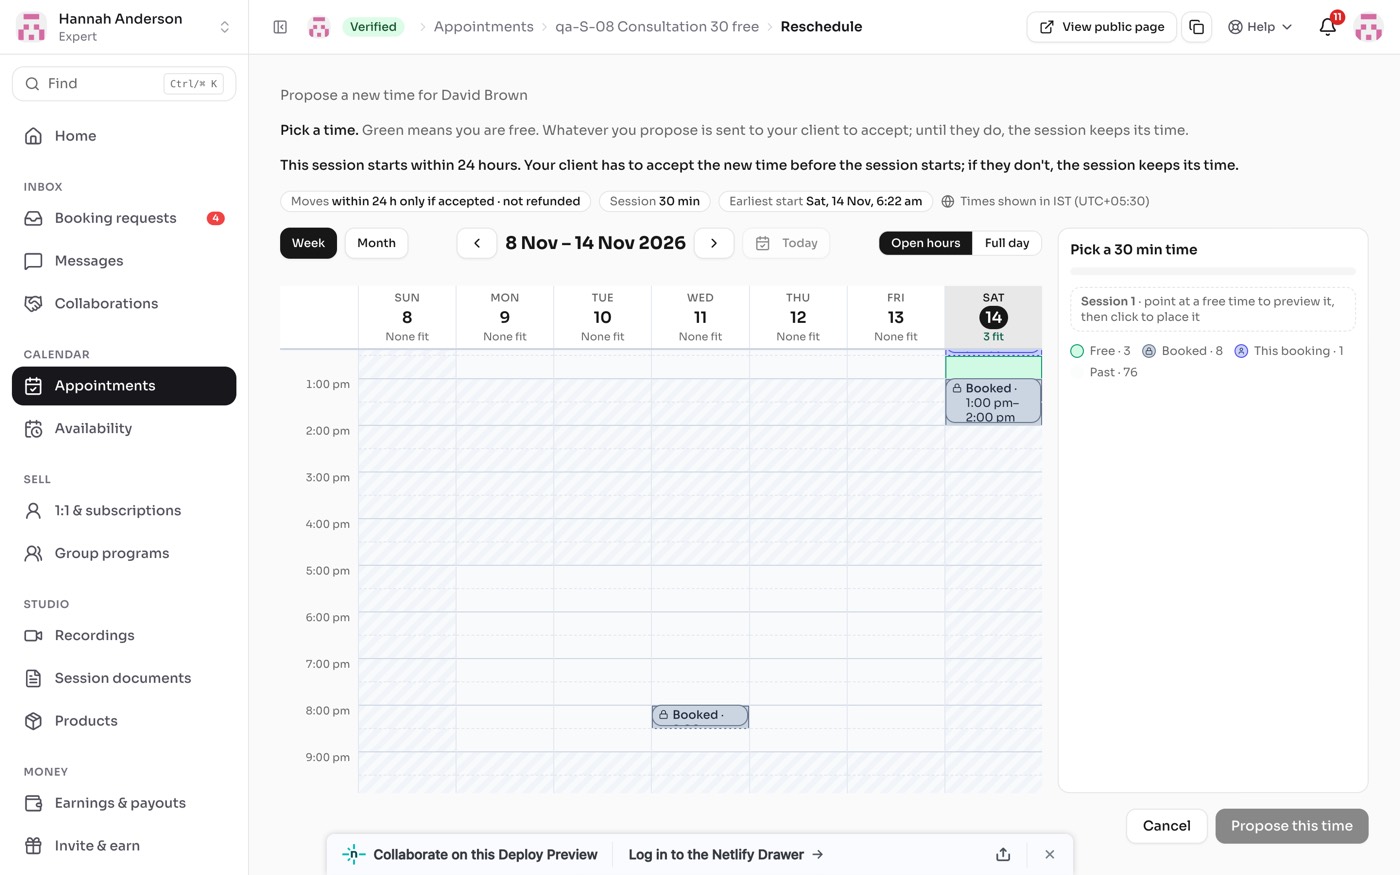 Hannah Anderson
Expert
Verified
Appointments
qa-S-08 Consultation 30 free
Reschedule
View public page
Help
11
Find
Ctrl/⌘ K
Home
INBOX
Booking requests
4
Messages
Collaborations
CALENDAR
Appointments
Availability
SELL
1:1 & subscriptions
Group programs
STUDIO
Recordings
Session documents
Products
MONEY
Earnings & payouts
Invite & earn
Propose a new time for David Brown
Pick a time. Green means you are free. Whatever you propose is sent to your client to accept; until they do, the session keeps its time.
This session starts within 24 hours. Your client has to accept the new time before the session starts; if they don't, the session keeps its time.
Moves within 24 h only if accepted · not refunded
Session 30 min
Earliest start Sat, 14 Nov, 6:22 am
Times shown in IST (UTC+05:30)
Week
Month
8 Nov – 14 Nov 2026
Today
Open hours
Full day
SUN
8
None fit
MON
9
None fit
TUE
10
None fit
WED
11
None fit
THU
12
None fit
FRI
13
None fit
SAT
14
3 fit
1:00 pm
2:00 pm
3:00 pm
4:00 pm
5:00 pm
6:00 pm
7:00 pm
8:00 pm
9:00 pm
Booked ·
1:00 pm–
2:00 pm
Booked ·
Pick a 30 min time
Session 1 · point at a free time to preview it,
then click to place it
Free · 3
Booked · 8
This booking · 1
Past · 76
Cancel
Propose this time
Collaborate on this Deploy Preview
Log in to the Netlify Drawer →